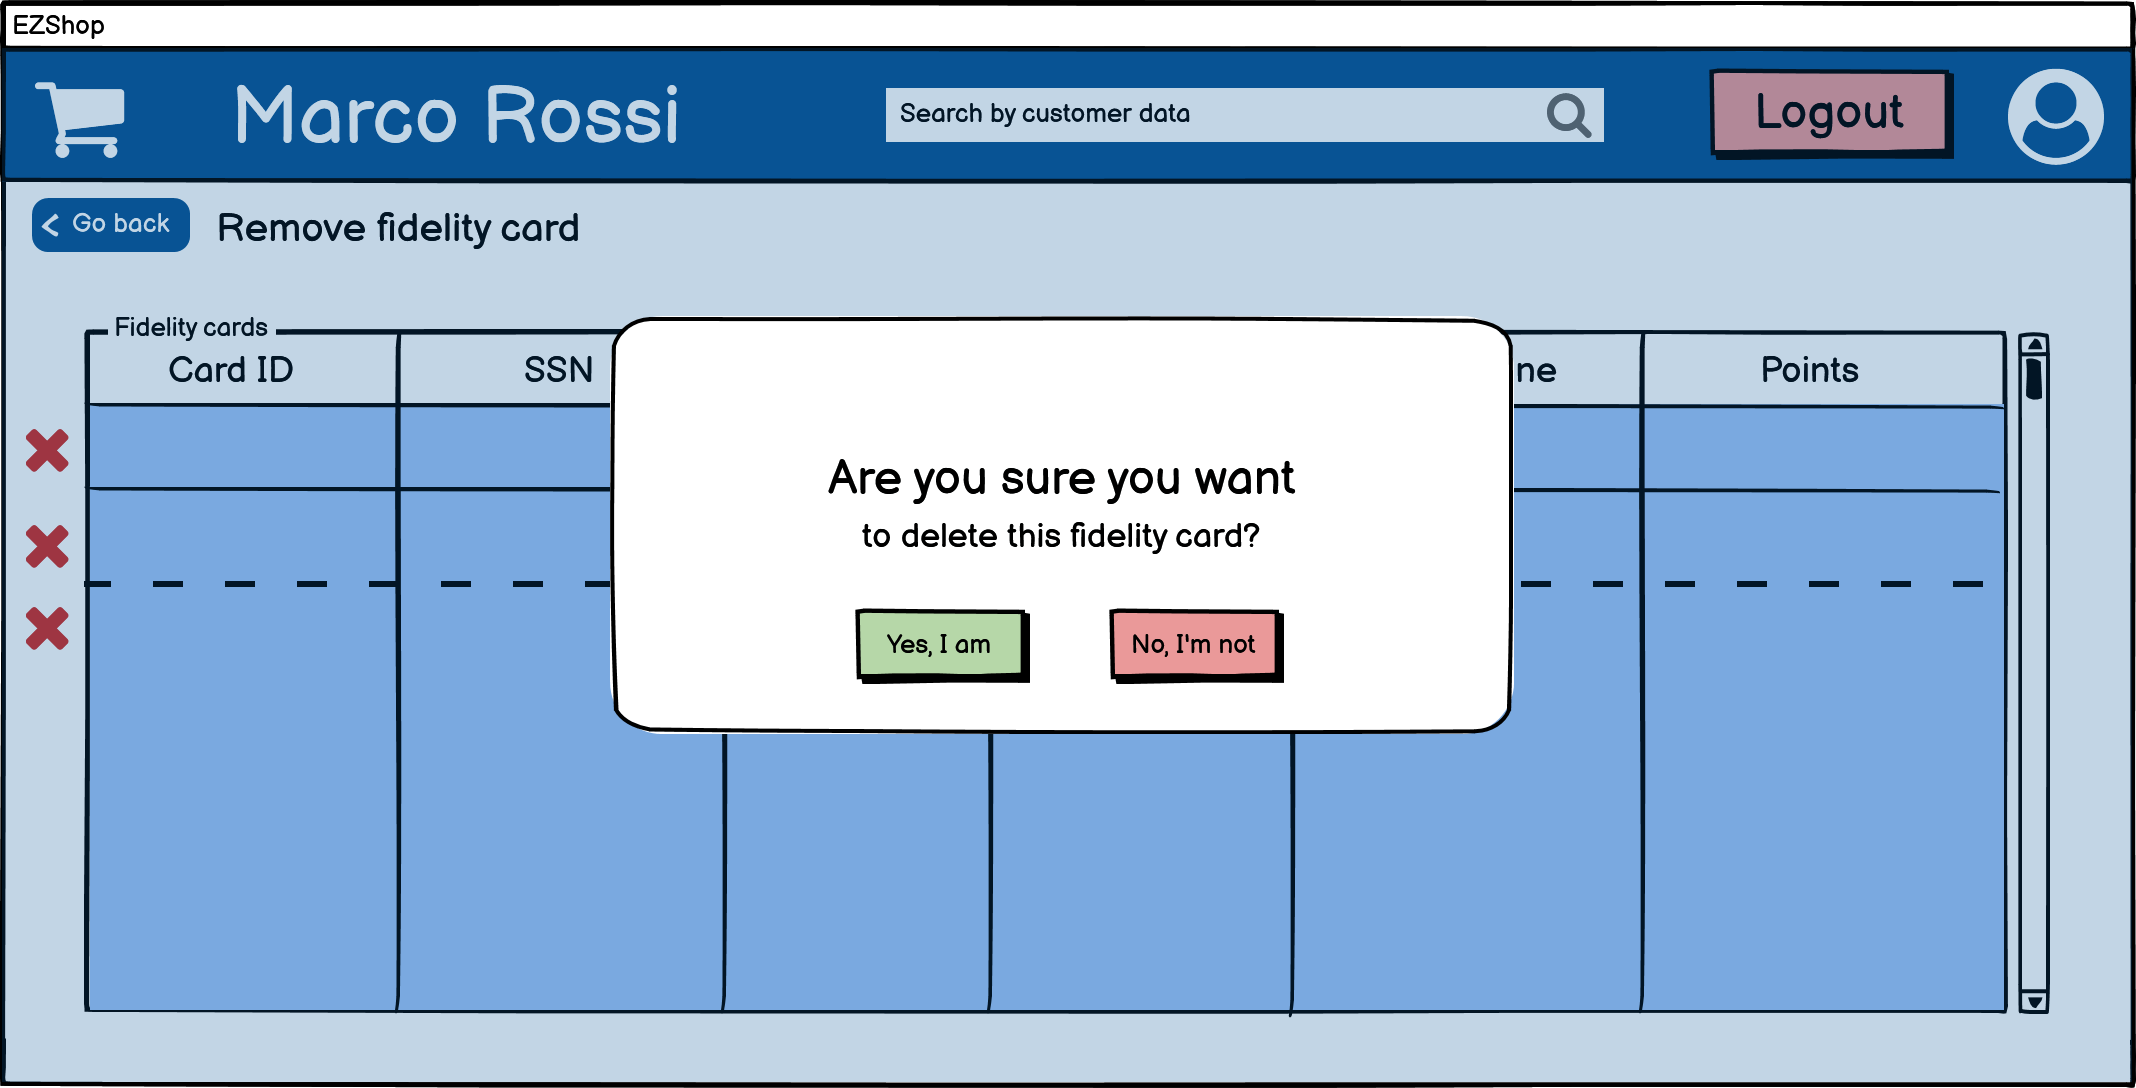 EZShop
Marco Rossi
Search by customer data
Logout
Go back
Remove fidelity card
Fidelity cards
Card ID
SSN
ne
Points
Are you sure you want
to delete this fidelity card?
Yes, I am
No, I'm not